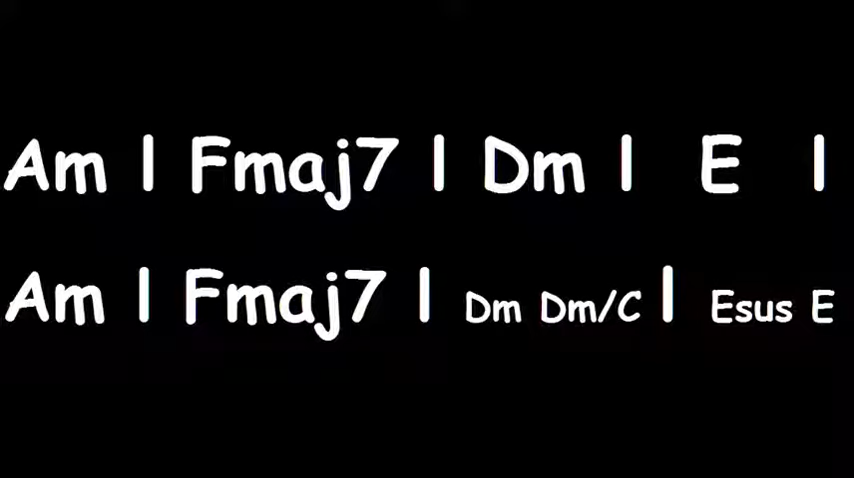 Am | Fmaj7 | Dm | E |
Am | Fmaj7 | Dm Dm/C | Esus E